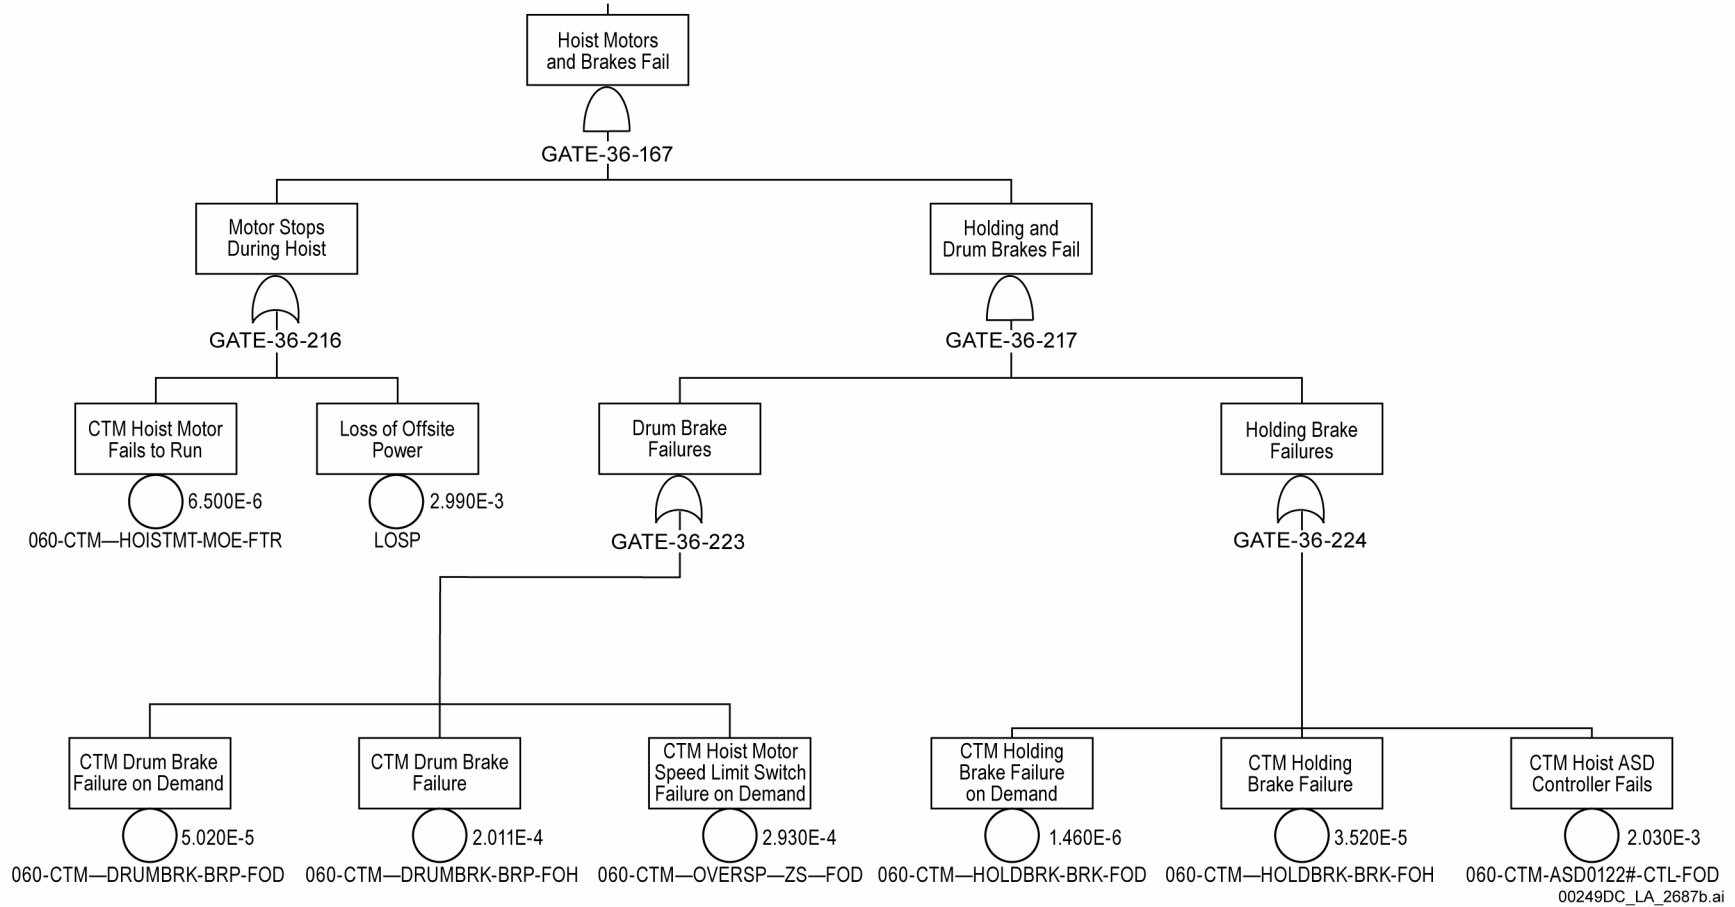 Hoist Motors
and Brakes Fail
GATE-36-167
Motor Stops
During Hoist
Holding and
Drum Brakes Fail
GATE-36-216
GATE-36-217
CTM Hoist Motor
Fails to Run
Loss of Offsite
Power
Drum Brake
Failures
Holding Brake
Failures
6.500E-6
2.990E-3
060-CTM—HOISTMT-MOE-FTR
LOSP
GATE-36-223
GATE-36-224
CTM Drum Brake
Failure on Demand
CTM Drum Brake
Failure
CTM Hoist Motor
Speed Limit Switch
Failure on Demand
CTM Holding
Brake Failure
on Demand
CTM Holding
Brake Failure
CTM Hoist ASD
Controller Fails
5.020E-5
2.011E-4
2.930E-4
1.460E-6
3.520E-5
2.030E-3
060-CTM—DRUMBRK-BRP-FOD
060-CTM—DRUMBRK-BRP-FOH
060-CTM—OVERSP—ZS—FOD
060-CTM—HOLDBRK-BRK-FOD
060-CTM—HOLDBRK-BRK-FOH
060-CTM-ASD0122#-CTL-FOD
00249DC_LA_2687b.ai